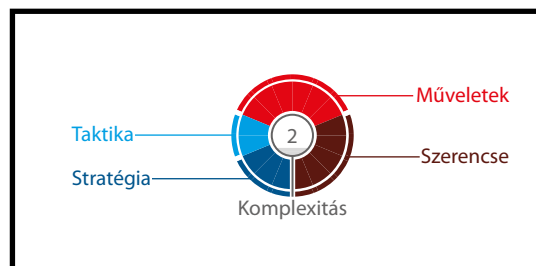 Műveletek
2
Taktika
Szerencse
Stratégia
Komplexitás